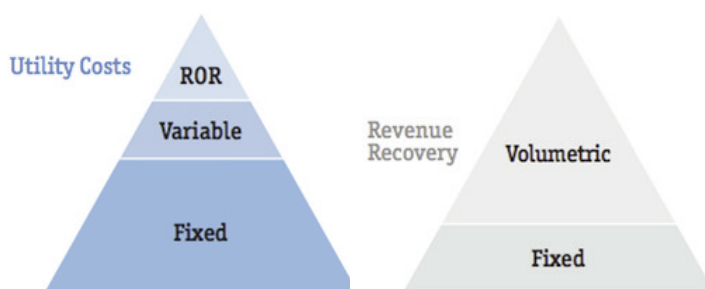 Utility Costs
ROR
Variable
Fixed
Revenue
Recovery
Volumetric
Fixed